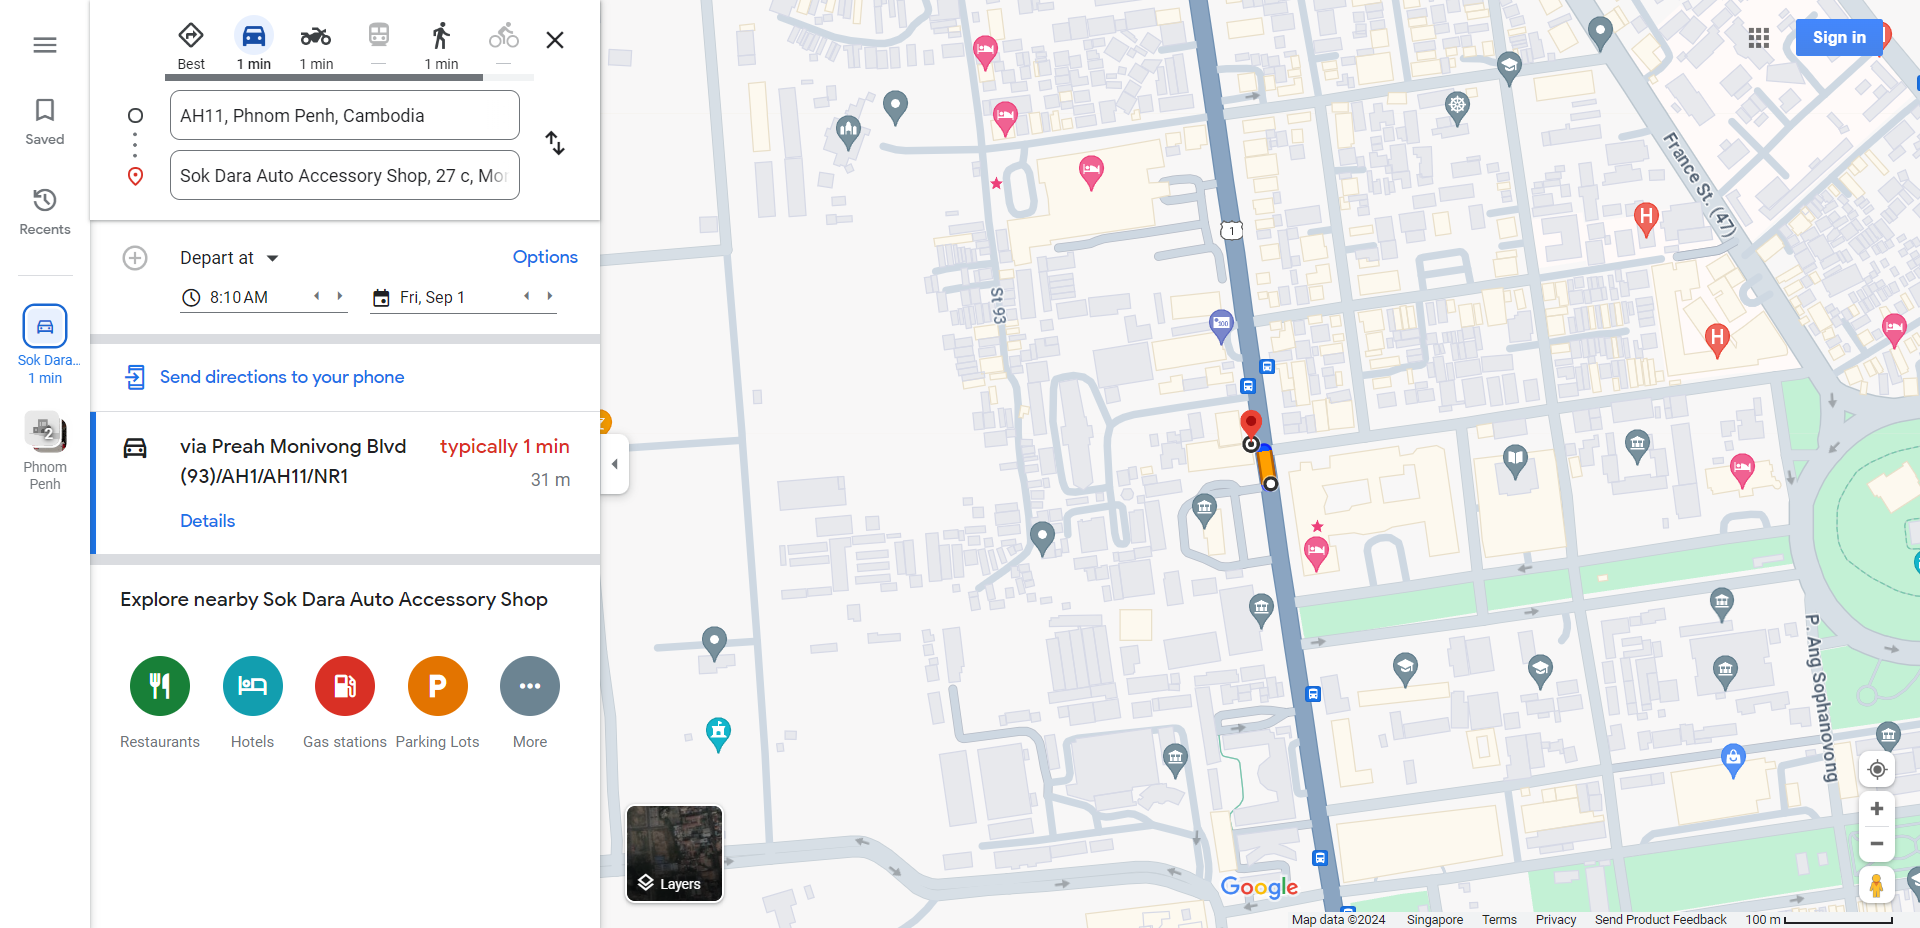 Best
1 min
1 min
—
1 min
—
AH11, Phnom Penh, Cambodia
Sok Dara Auto Accessory Shop, 27 c, Mo
Saved
Recents
Sok Dara...
1 min
2
Phnom
Penh
Depart at
Options
8:10 AM
Fri, Sep 1
Send directions to your phone
via Preah Monivong Blvd
(93)/AH1/AH11/NR1
typically 1 min
31 m
Details
Explore nearby Sok Dara Auto Accessory Shop
P
Restaurants
Hotels
Gas stations
Parking Lots
More
Sign in
France St. (47)
1
St 93
H
H
P. Ang Sophanovong
Layers
Google
Map data ©2024
Singapore
Terms
Privacy
Send Product Feedback
100 m